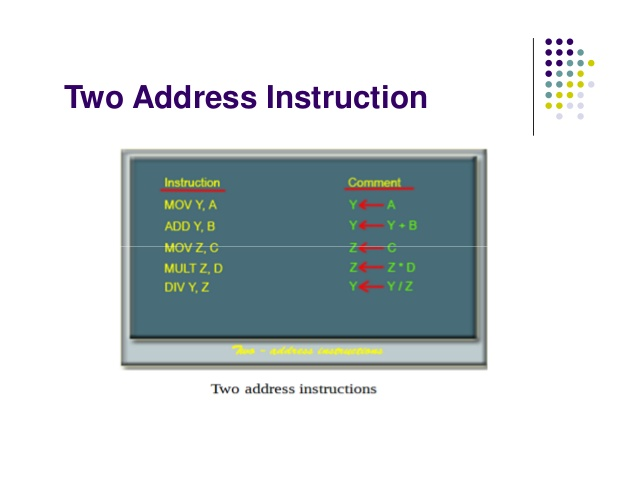 Two Address Instruction
Instruction Comment
MOV Y, A Y ← A
ADD Y, B Y ← Y + B
MOV Z, C Z ← C
MULT Z, D Z ← Z * D
DIV Y, Z Y ← Y / Z
Two - address instructions
Two address instructions